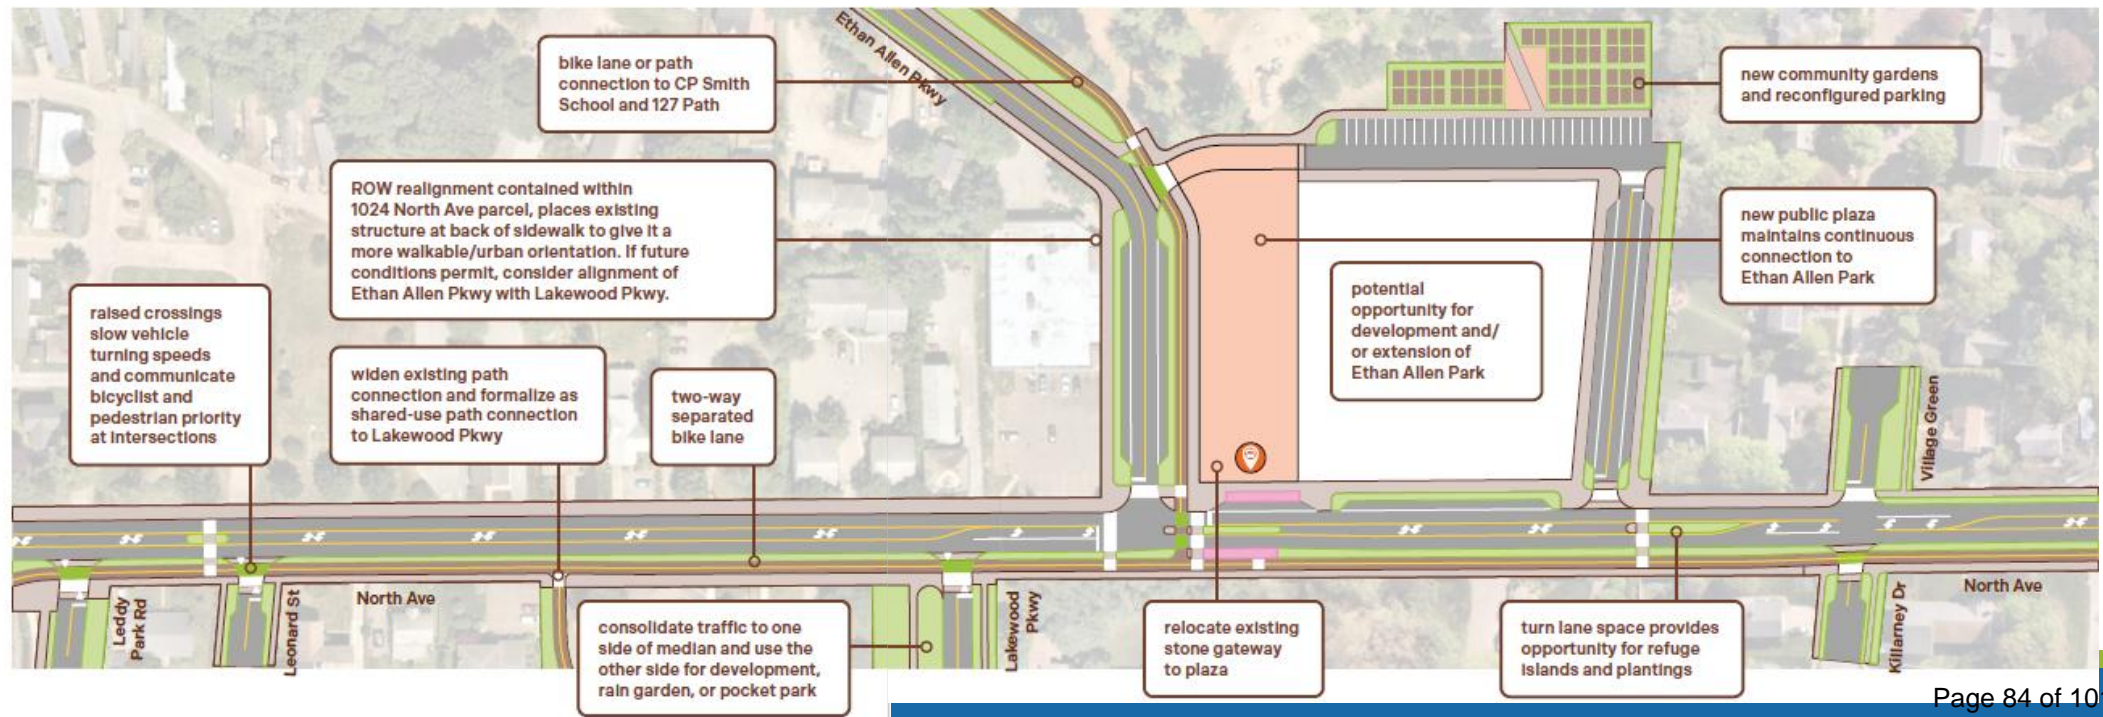 Ethan Allen Pkwy
bike lane or path
connection to CP Smith
School and 127 Path
new community gardens
and reconfigured parking
ROW realignment contained within
1024 North Ave parcel, places existing
structure at back of sidewalk to give it a
more walkable/urban orientation. If future
conditions permit, consider alignment of
Ethan Allen Pkwy with Lakewood Pkwy.
new public plaza
maintains continuous
connection to
Ethan Allen Park
potential
opportunity for
development and/
or extension of
Ethan Allen Park
raised crossings
slow vehicle
turning speeds
and communicate
bicyclist and
pedestrian priority
at intersections
widen existing path
connection and formalize as
shared-use path connection
to Lakewood Pkwy
two-way
separated
bike lane
Village Green
Leddy
Park Rd
Leonard St
North Ave
consolidate traffic to one
side of median and use the
other side for development,
rain garden, or pocket park
Lakewood
Pkwy
relocate existing
stone gateway
to plaza
turn lane space provides
opportunity for refuge
islands and plantings
Killarney Dr
North Ave
Page 84 of 10